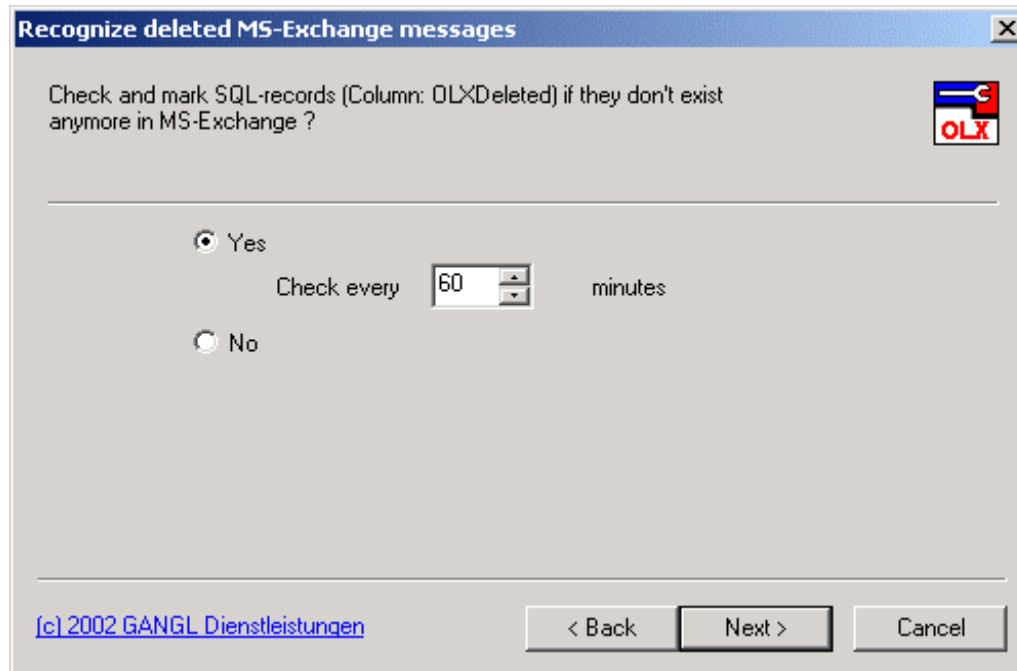 Recognize deleted MS-Exchange messages
Check and mark SQL-records (Column: OLXDeleted) if they don't exist
anymore in MS-Exchange ?
OLX
Yes
Check every 60 minutes
No
(c) 2002 GANGL Dienstleistungen
< Back Next > Cancel